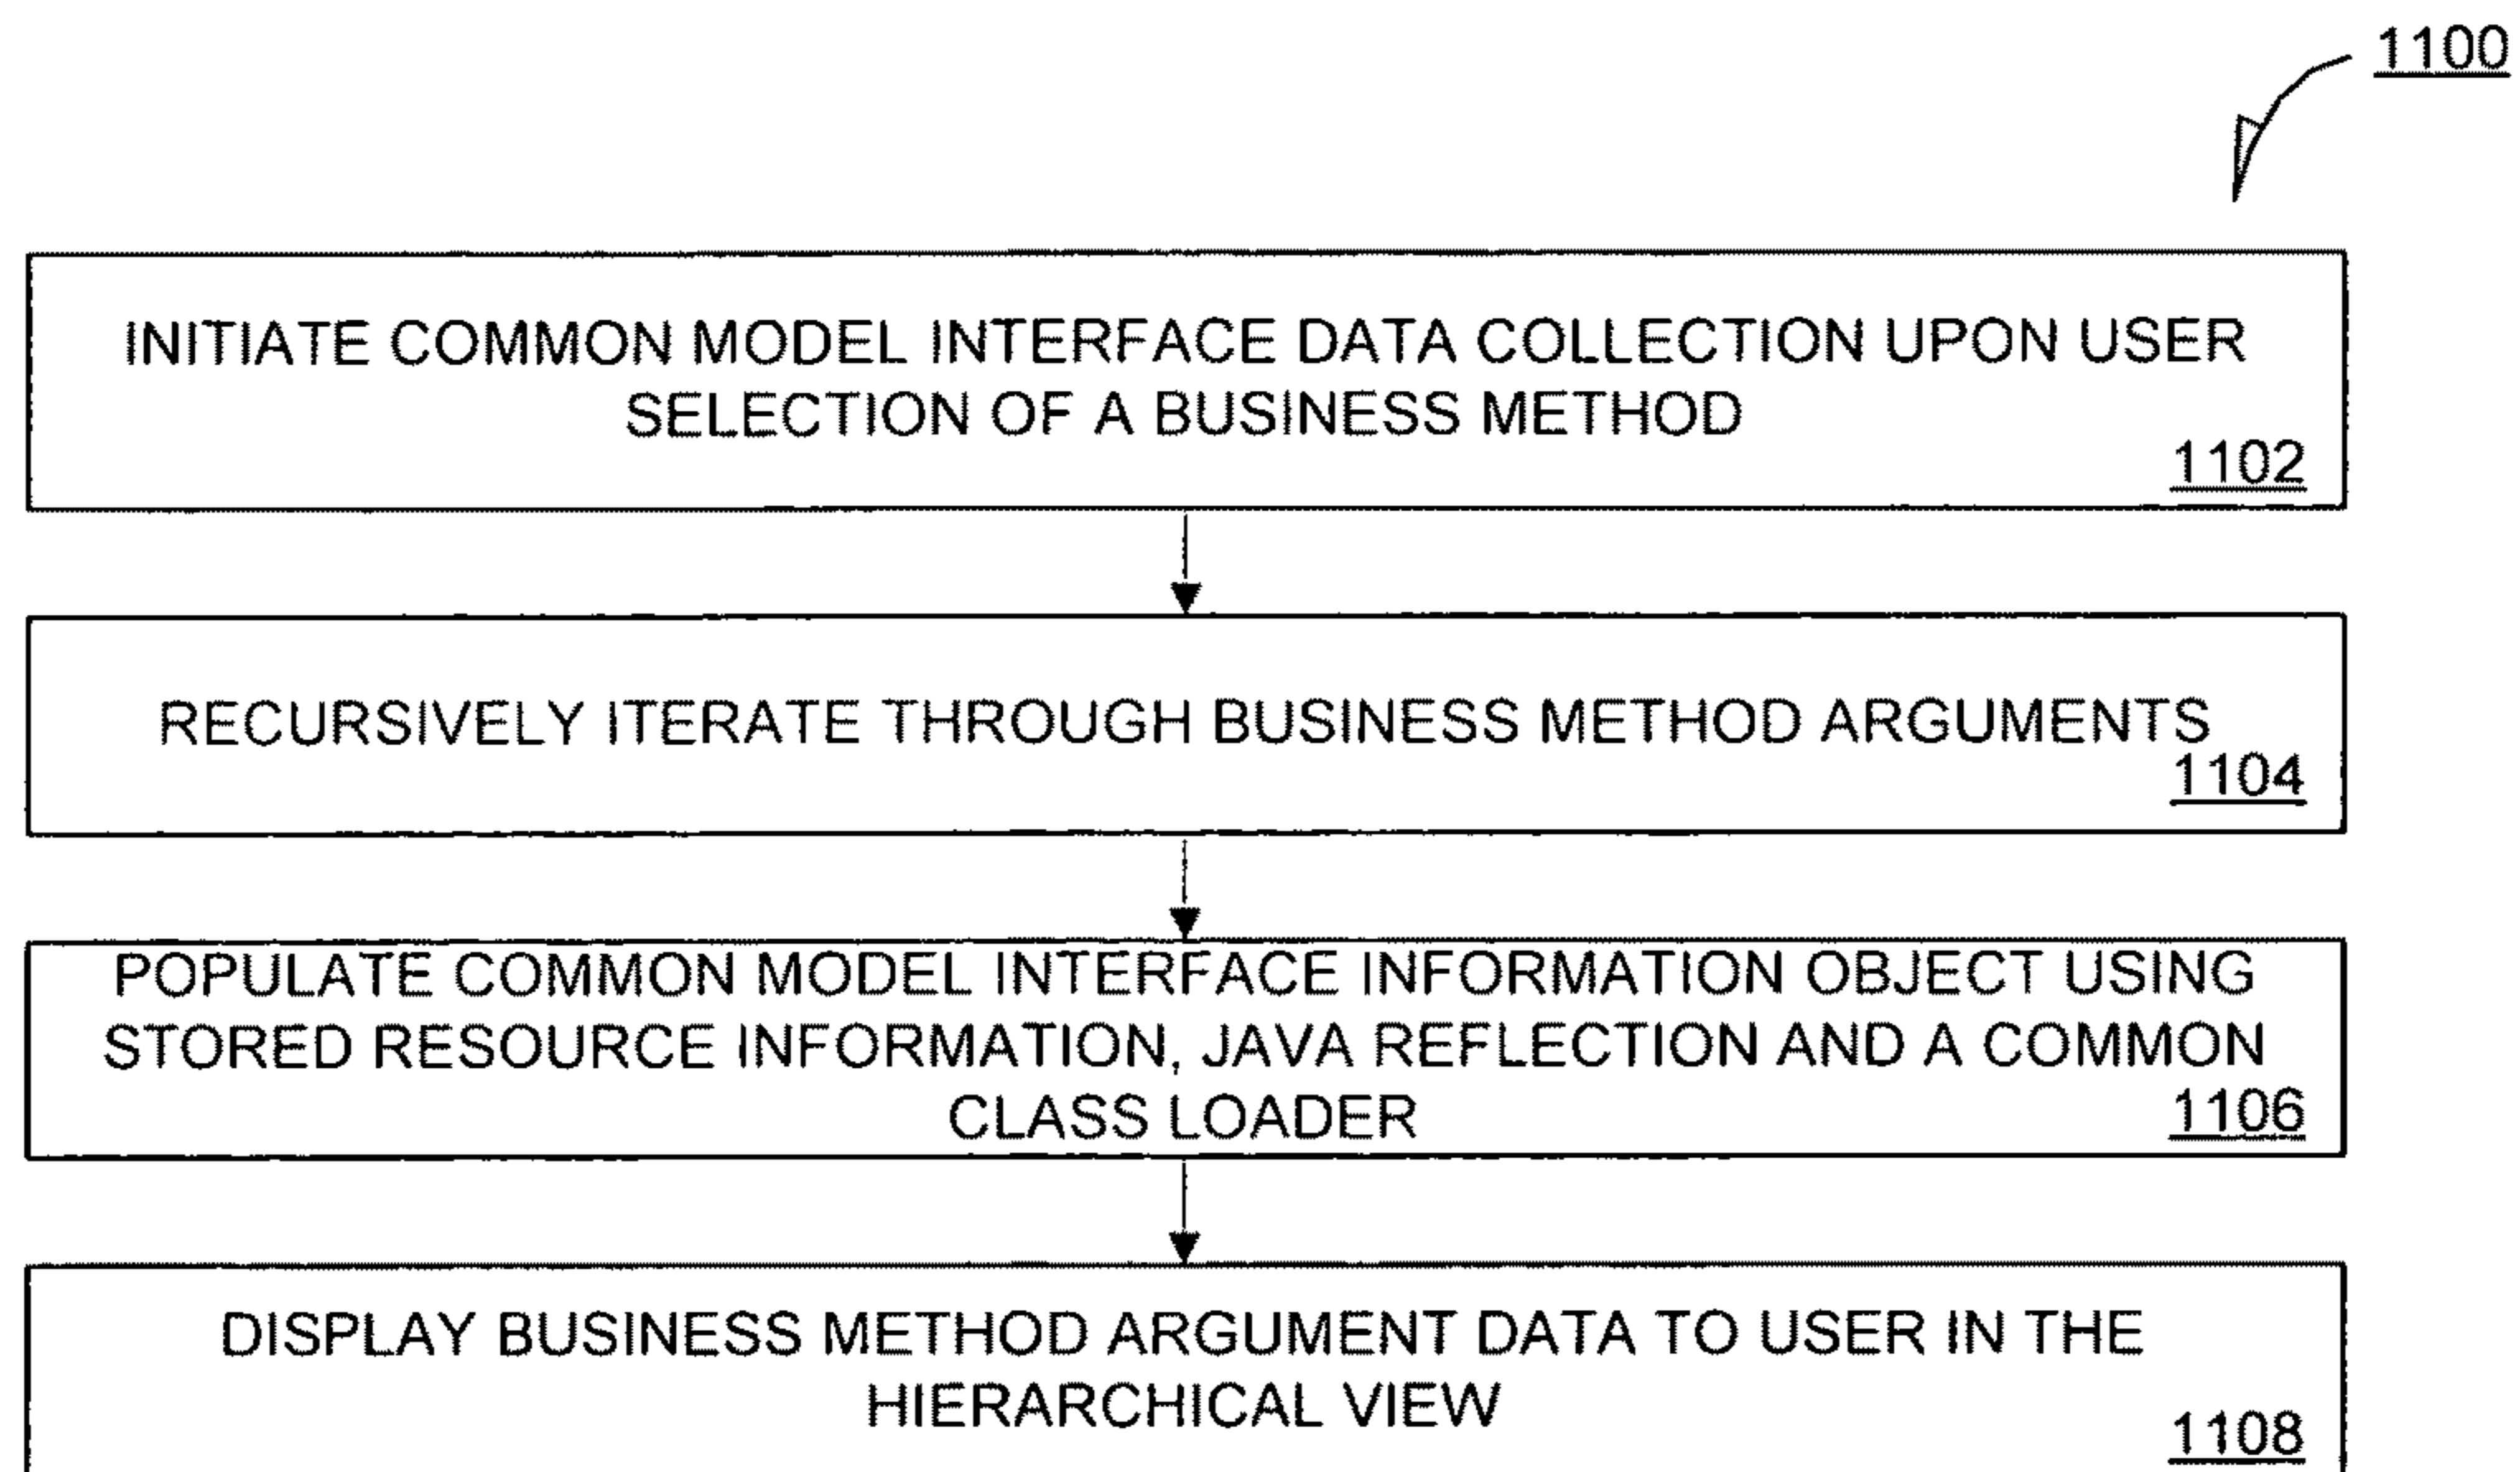 1100
INITIATE COMMON MODEL INTERFACE DATA COLLECTION UPON USER
SELECTION OF A BUSINESS METHOD
1102
RECURSIVELY ITERATE THROUGH BUSINESS METHOD ARGUMENTS
1104
POPULATE COMMON MODEL INTERFACE INFORMATION OBJECT USING
STORED RESOURCE INFORMATION, JAVA REFLECTION AND A COMMON
CLASS LOADER
1106
DISPLAY BUSINESS METHOD ARGUMENT DATA TO USER IN THE
HIERARCHICAL VIEW
1108